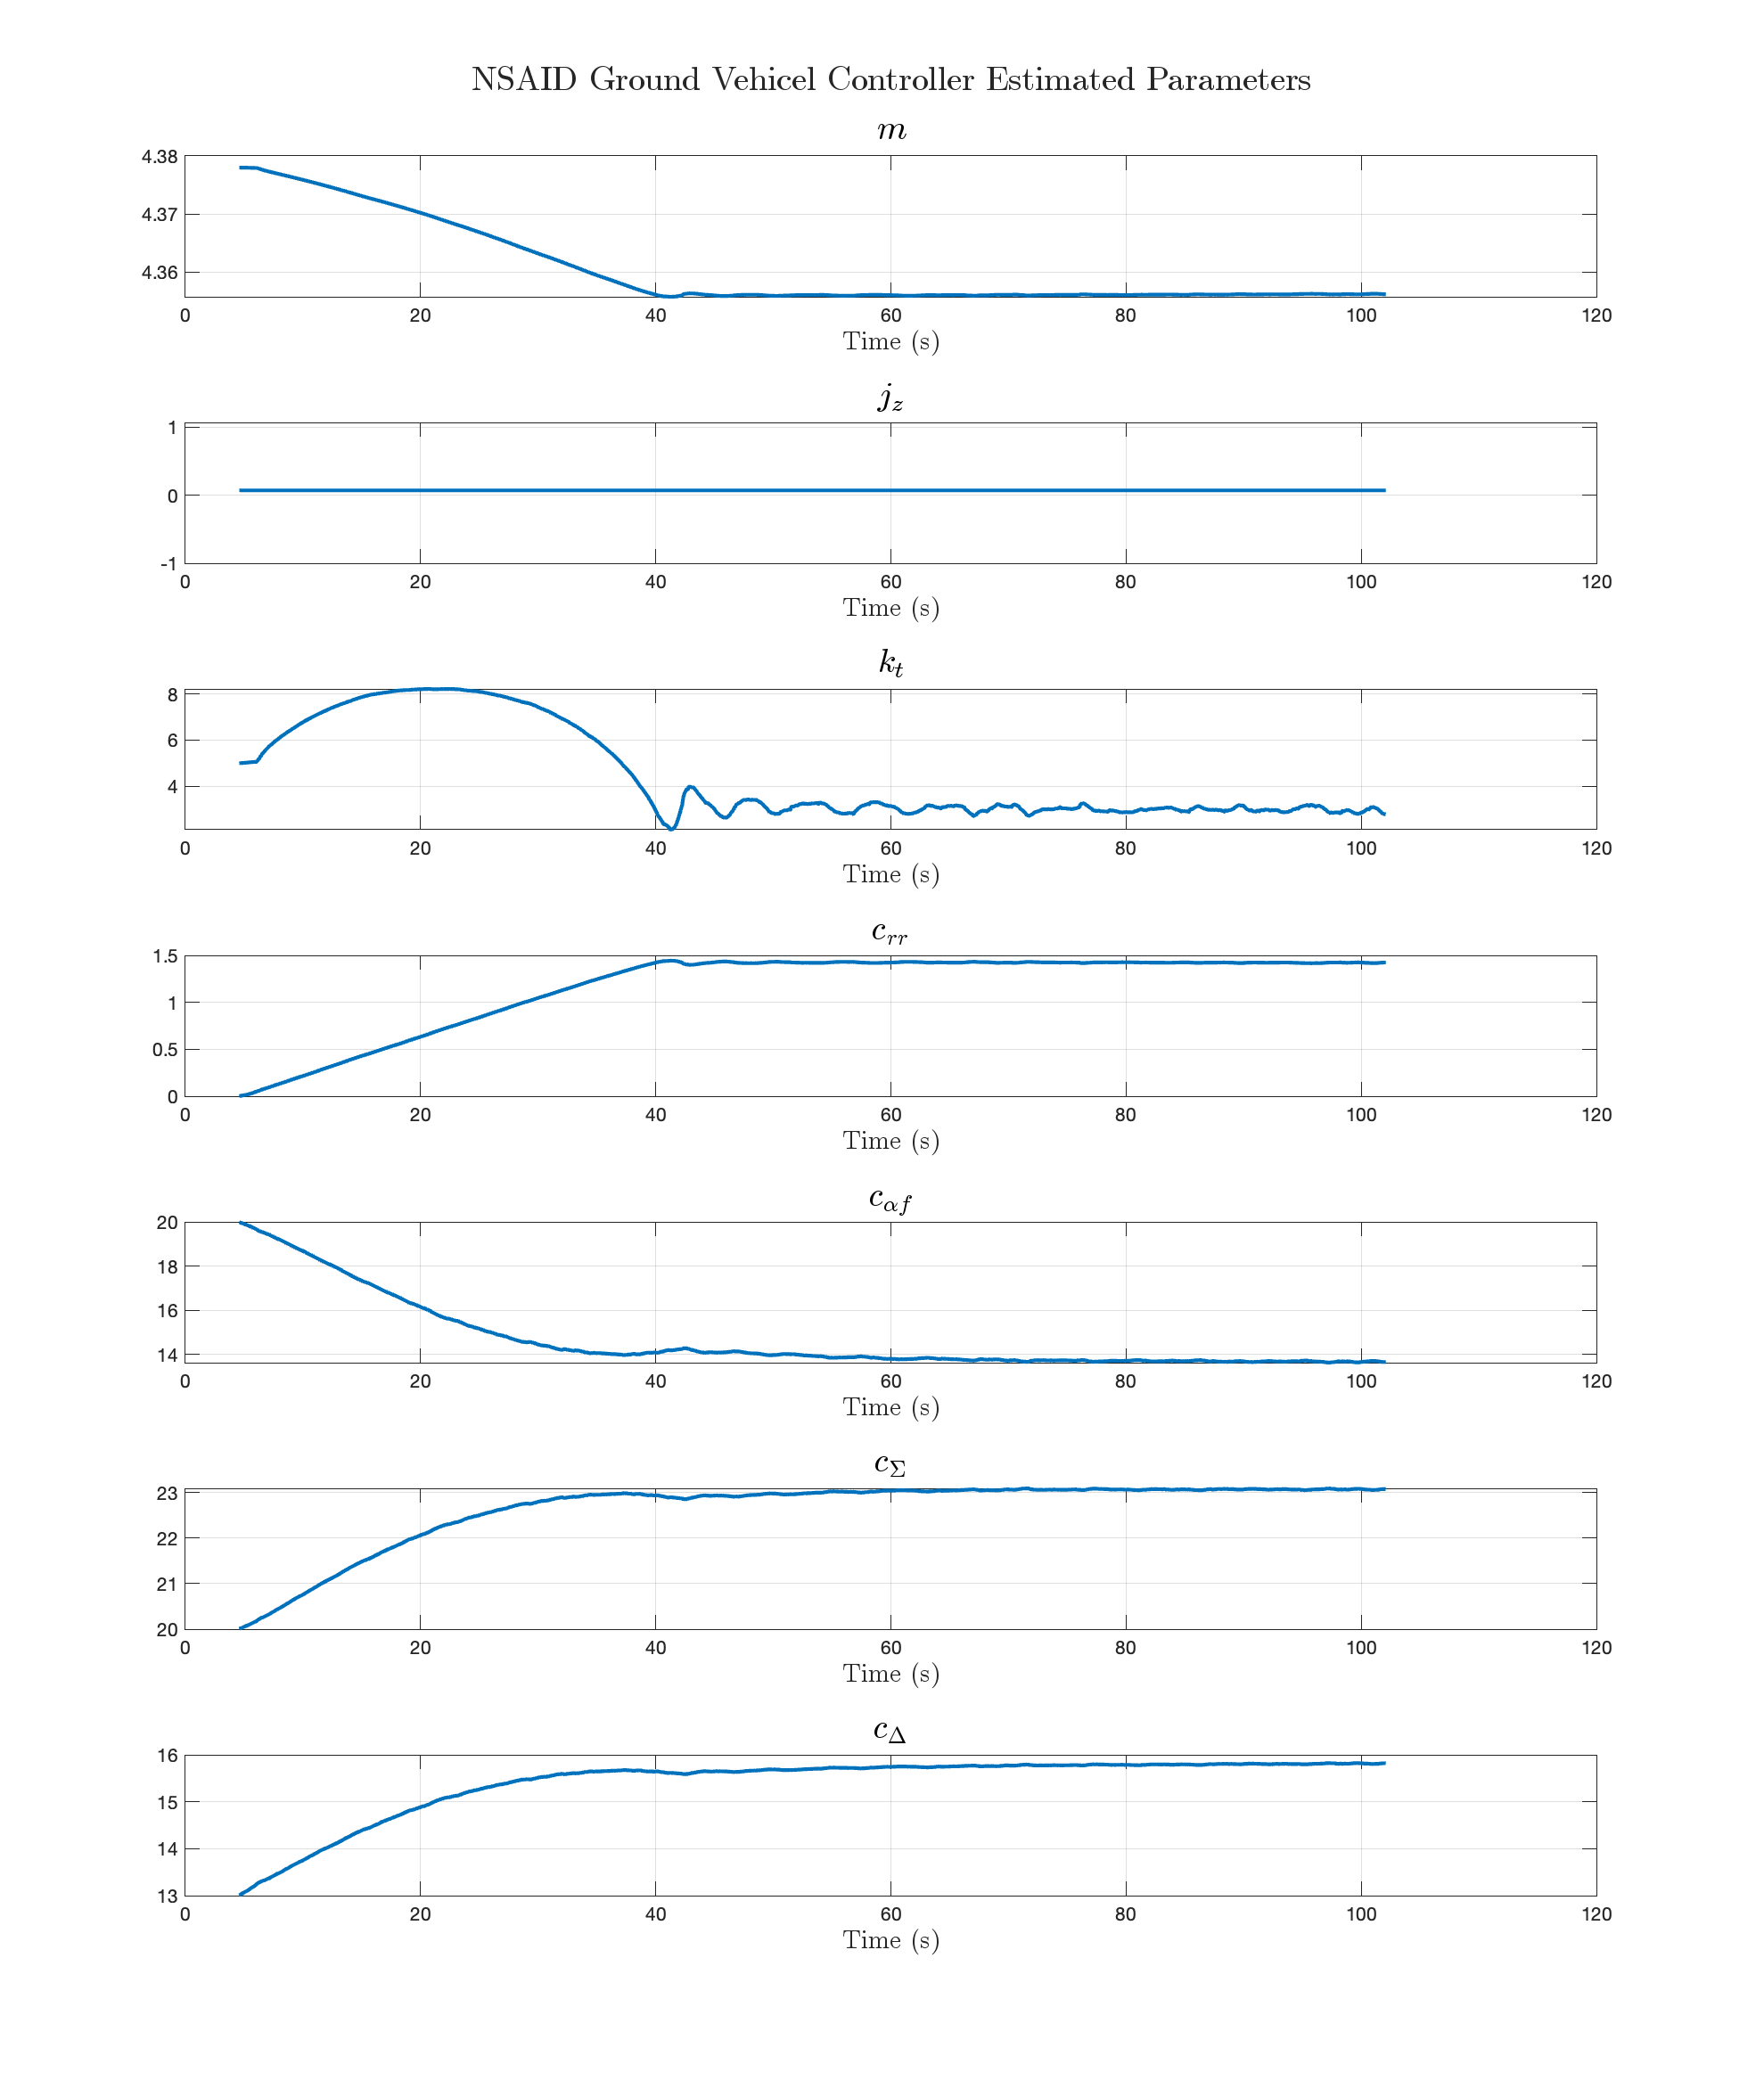 NSAID Ground Vehicel Controller Estimated Parameters
m
4.38
4.37
4.36
0 20 40 60 80 100 120
Time (s)
j_z
1
0
-1
0 20 40 60 80 100 120
Time (s)
k_t
8
6
4
0 20 40 60 80 100 120
Time (s)
c_{rr}
1.5
1
0.5
0
0 20 40 60 80 100 120
Time (s)
c_{αf}
20
18
16
14
0 20 40 60 80 100 120
Time (s)
c_Σ
23
22
21
20
0 20 40 60 80 100 120
Time (s)
c_Δ
16
15
14
13
0 20 40 60 80 100 120
Time (s)